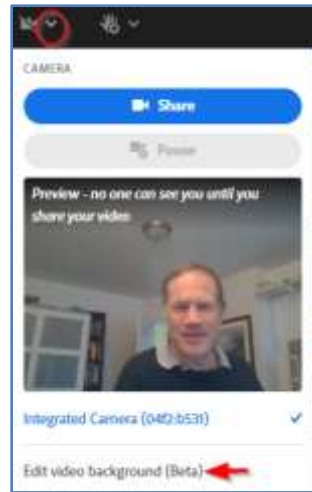 CAMERA
Share
Pause
Preview - no one can see you until you
share your video
Integrated Camera (04f2:b531)
Edit video background (Beta)